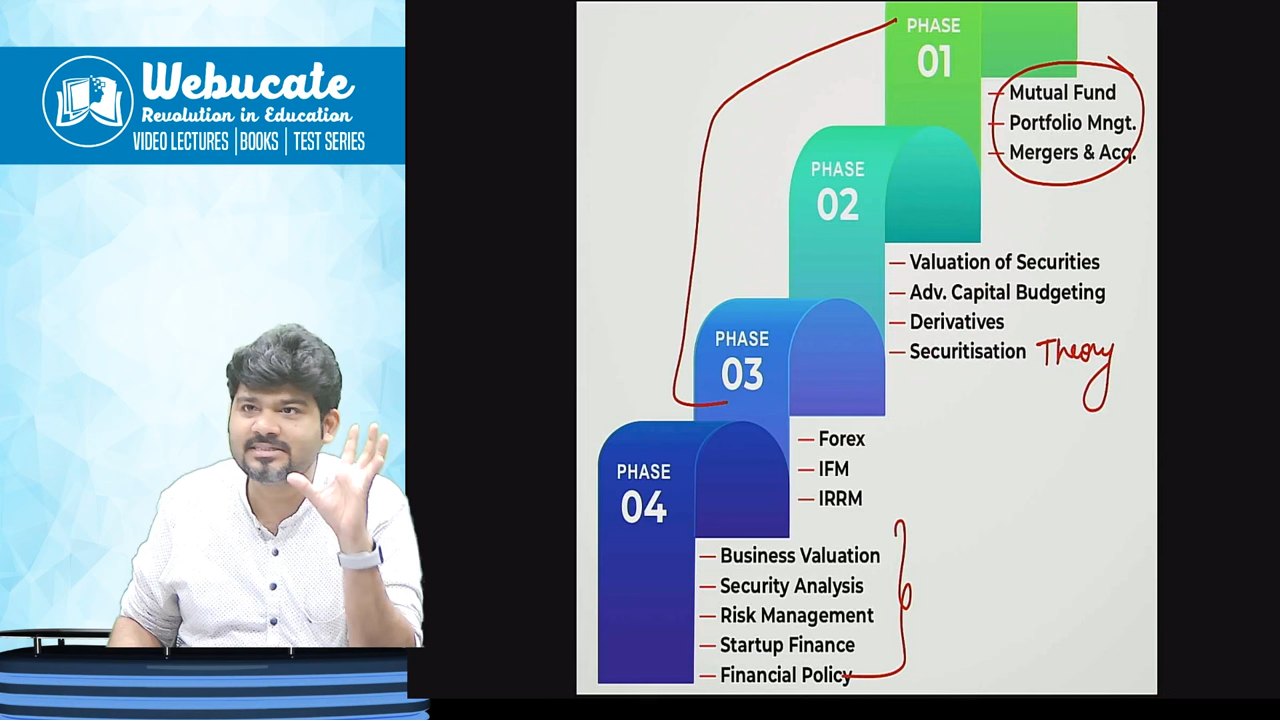 Webucate
Revolution in Education
VIDEO LECTURES | BOOKS | TEST SERIES
PHASE
01
— Mutual Fund
— Portfolio Mngt.
— Mergers & Acq.
PHASE
02
— Valuation of Securities
— Adv. Capital Budgeting
— Derivatives
— Securitisation Theory
PHASE
03
— Forex
— IFM
— IRRM
PHASE
04
— Business Valuation
— Security Analysis
— Risk Management
— Startup Finance
— Financial Policy